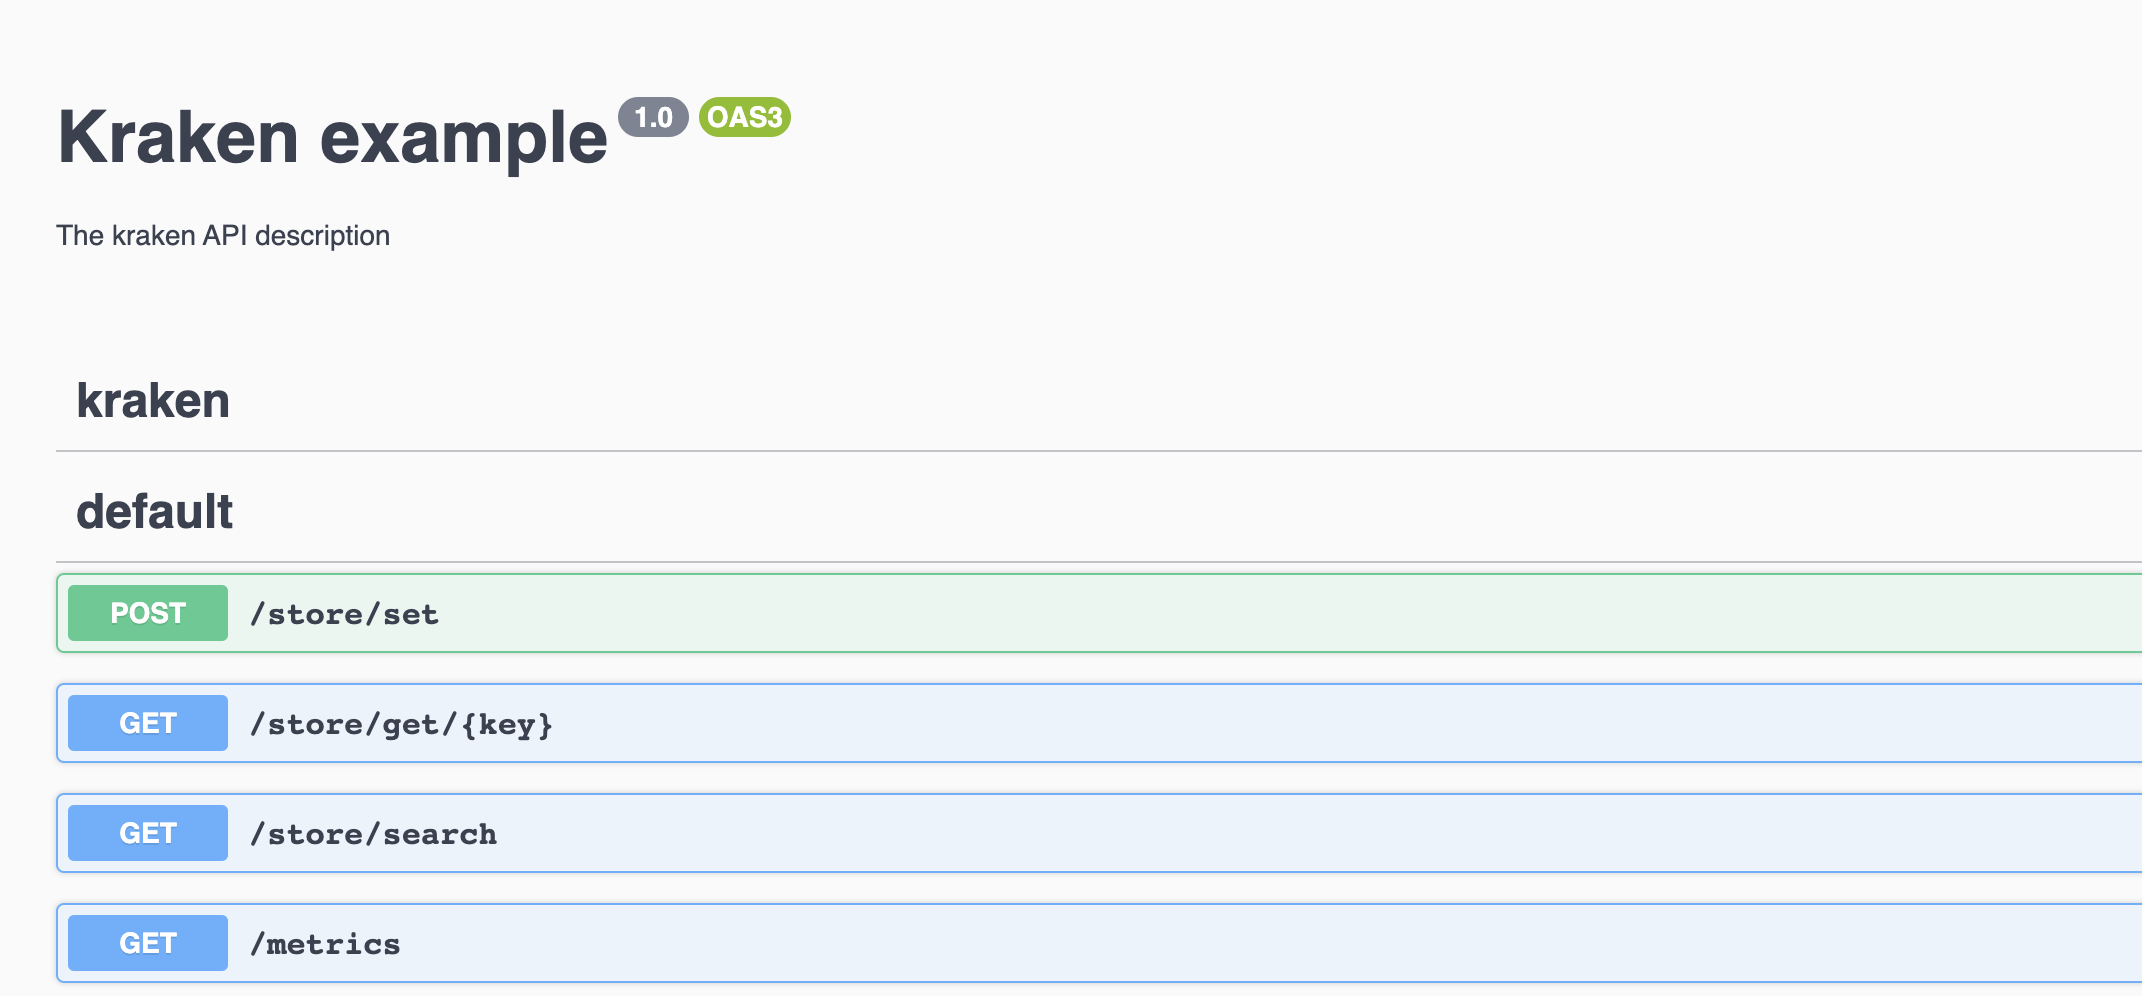 Kraken example 1.0 OAS3
The kraken API description
kraken
default
POST /store/set
GET /store/get/{key}
GET /store/search
GET /metrics